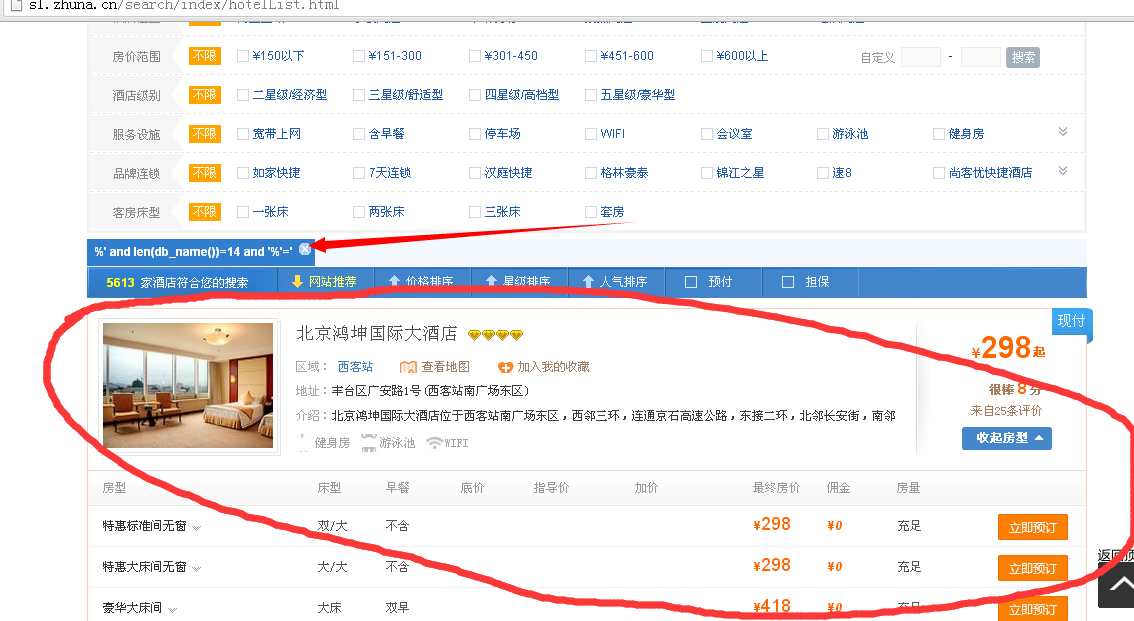 sl.zhuna.cn/search/index/hotelList.html
房价范围 不限 ¥150以下 ¥151-300 ¥301-450 ¥451-600 ¥600以上 自定义 - 搜索
酒店级别 不限 二星级/经济型 三星级/舒适型 四星级/高档型 五星级/豪华型
服务设施 不限 宽带上网 含早餐 停车场 WIFI 会议室 游泳池 健身房
品牌连锁 不限 如家快捷 7天连锁 汉庭快捷 格林豪泰 锦江之星 速8 尚客优快捷酒店
客房床型 不限 一张床 两张床 三张床 套房
%' and len(db_name())=14 and '%'='
5613 家酒店符合您的搜索 网站推荐 价格排序 星级排序 人气排序 预付 担保
现付
北京鸿坤国际大酒店
¥298起
区域： 西客站 查看地图 加入我的收藏
地址：丰台区广安路1号(西客站南广场东区)
很棒 8 分
来自25条评价
介绍：北京鸿坤国际大酒店位于西客站南广场东区，西邻三环，连通京石高速公路，东接二环，北邻长安街，南邻
健身房 游泳池 WIFI
收起房型
房型 床型 早餐 底价 指导价 加价 最终房价 佣金 房量
特惠标准间无窗 双/大 不含 ¥298 ¥0 充足 立即预订
特惠大床间无窗 大/大 不含 ¥298 ¥0 充足 立即预订
返回顶
豪华大床间 大床 双早 ¥418 ¥0 充足 立即预订